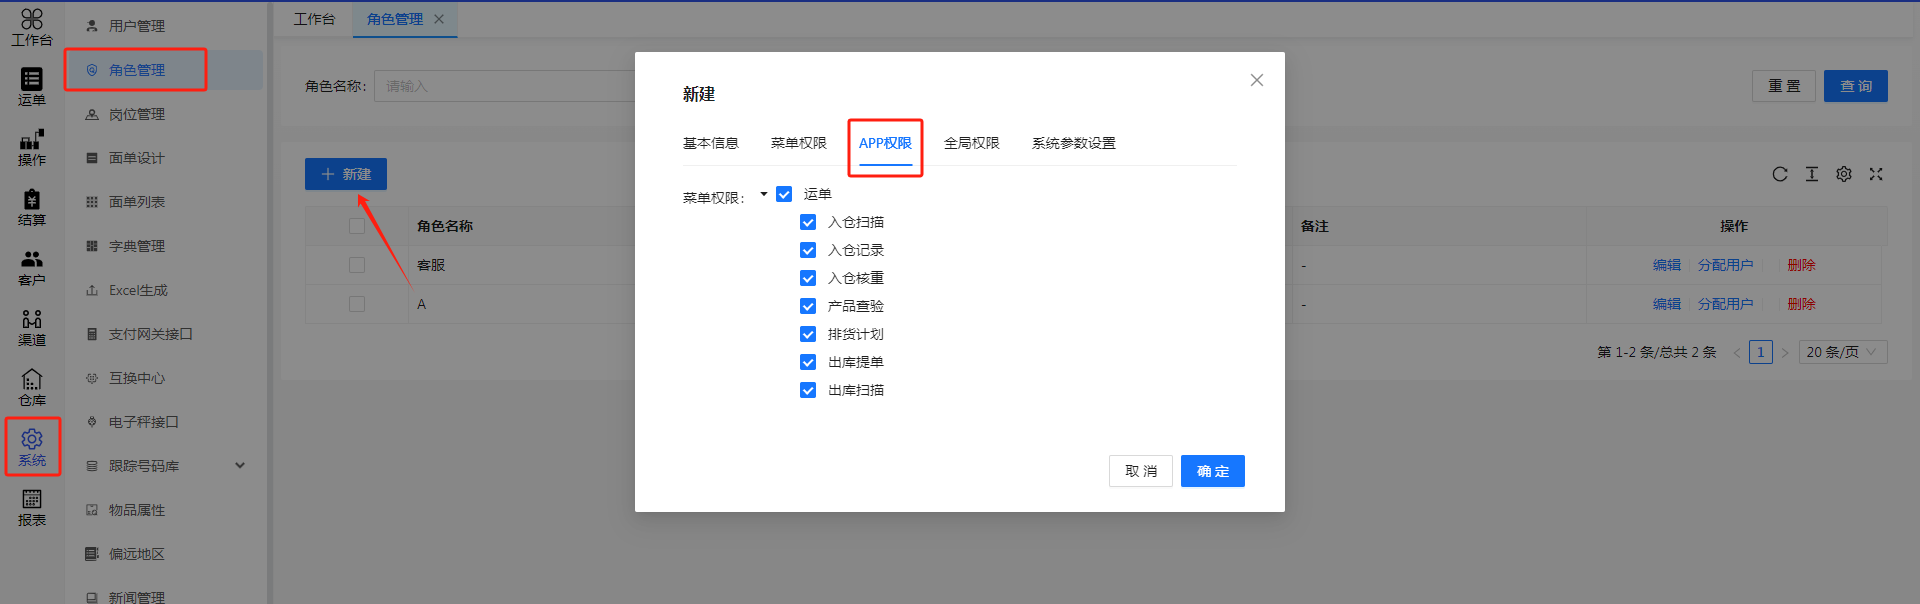 工作台
运单
操作
结算
客户
渠道
仓库
系统
报表
用户管理
角色管理
岗位管理
面单设计
面单列表
字典管理
Excel生成
支付网关接口
互换中心
电子秤接口
跟踪号码库
物品属性
偏远地区
新闻管理
工作台 角色管理
角色名称: 请输入
重置 查询
新建
角色名称 备注 操作
客服 - 编辑 分配用户 删除
A - 编辑 分配用户 删除
第 1-2 条/总共 2 条 1 20 条/页
新建
基本信息 菜单权限 APP权限 全局权限 系统参数设置
菜单权限: 运单
入仓扫描
入仓记录
入仓核重
产品查验
排货计划
出库提单
出库扫描
取消 确定